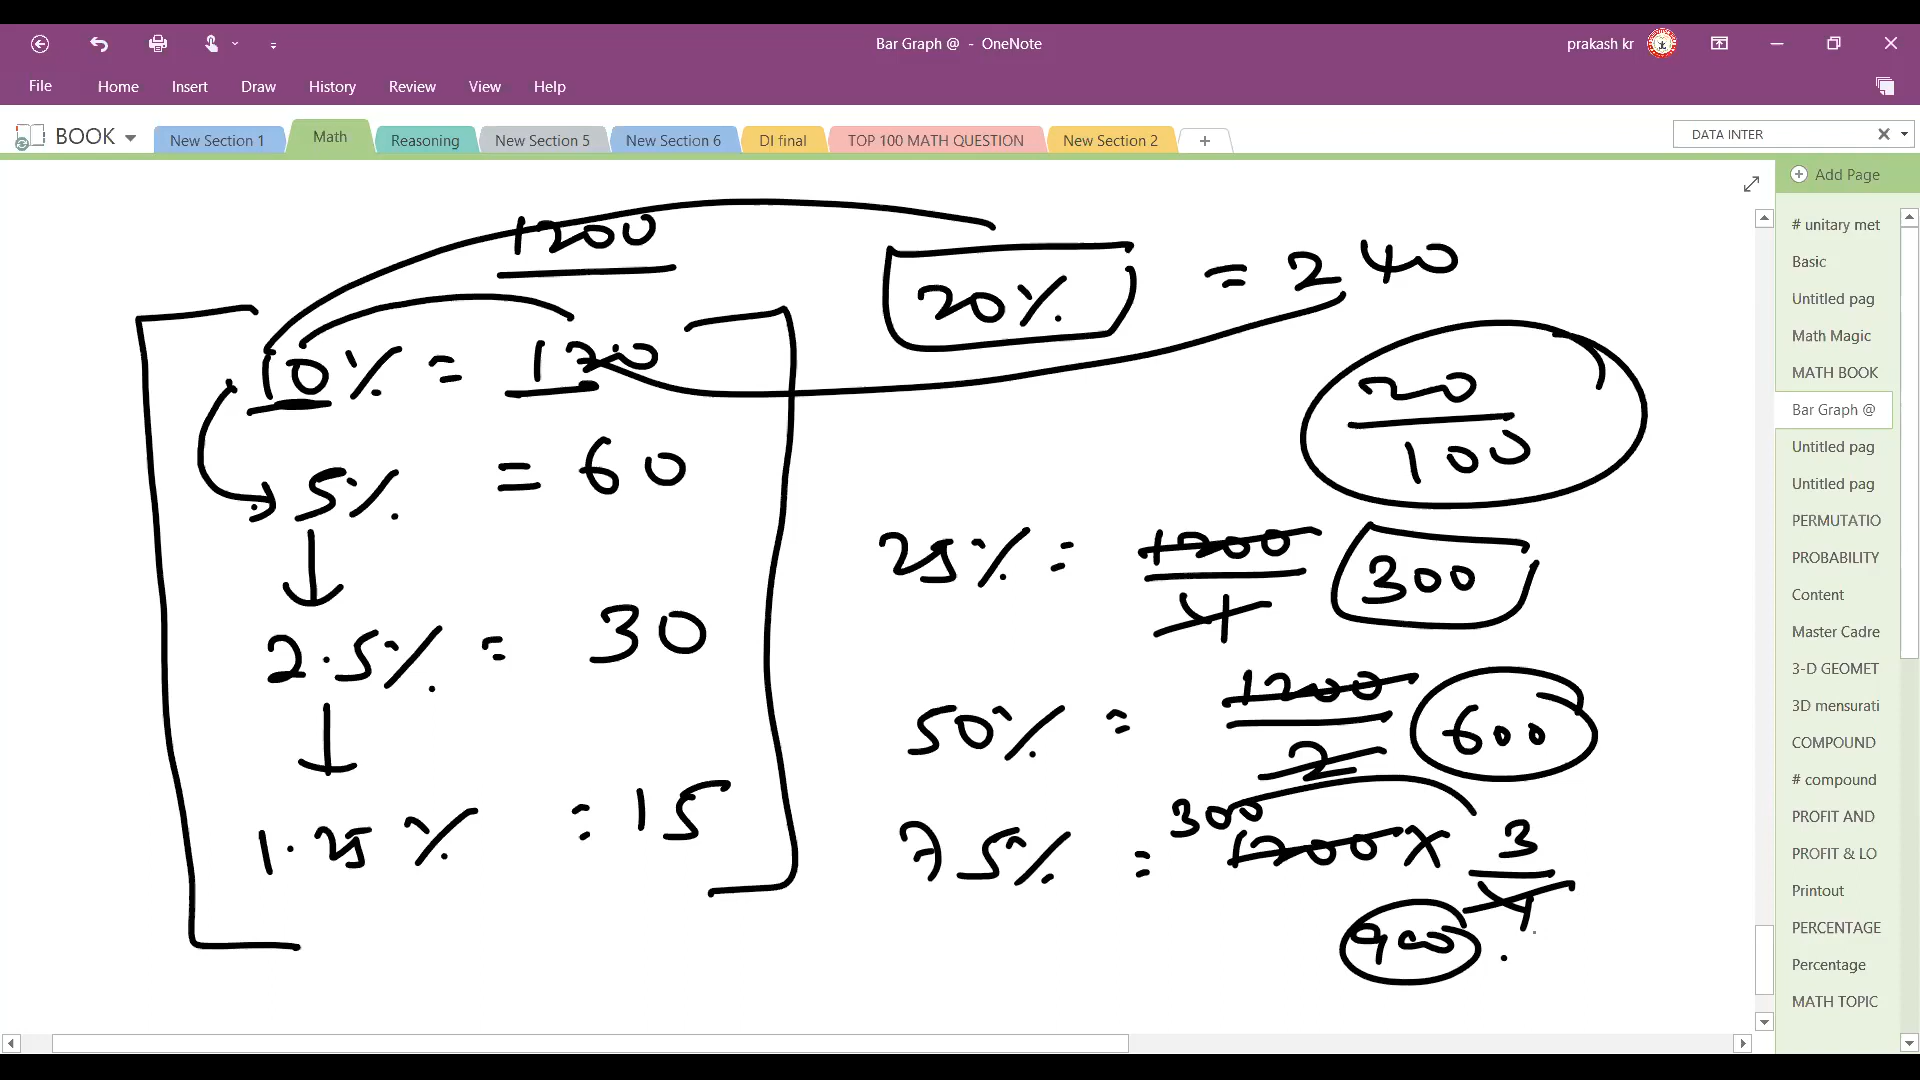 Bar Graph @ - OneNote
prakash kr
File Home Insert Draw History Review View Help
BOOK
New Section 1
Math
Reasoning
New Section 5
New Section 6
DI final
TOP 100 MATH QUESTION
New Section 2
+
DATA INTER
Add Page
# unitary met
Basic
Untitled pag
Math Magic
MATH BOOK
Bar Graph @
Untitled pag
Untitled pag
PERMUTATIO
PROBABILITY
Content
Master Cadre
3-D GEOMET
3D mensurati
COMPOUND
# compound
PROFIT AND
PROFIT & LO
Printout
PERCENTAGE
Percentage
MATH TOPIC
1200
10% = 120
5% = 60
2.5% = 30
1.25% = 15
20% = 240
20
100
25% = 1200
4
300
50% = 1200
2
600
300
75% = 1200 × 3
4
900